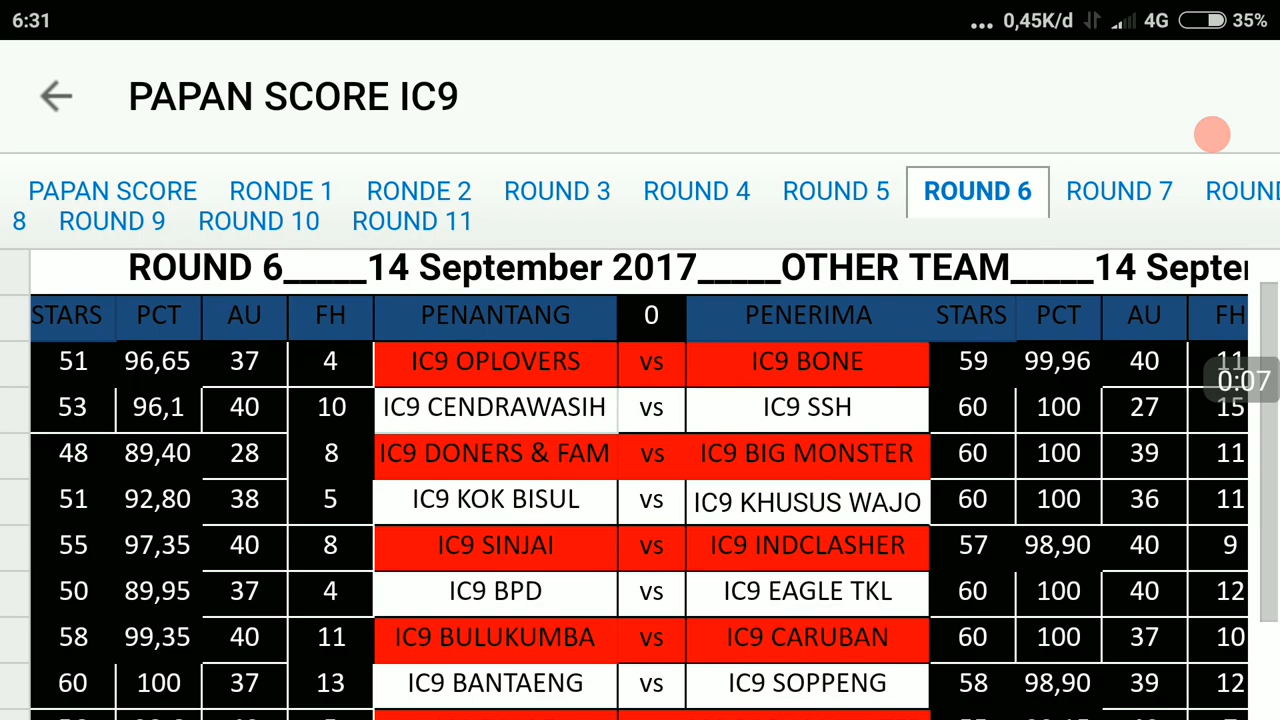 6:31 ... 0,45K/d 4G 35%
PAPAN SCORE IC9
PAPAN SCORE RONDE 1 RONDE 2 ROUND 3 ROUND 4 ROUND 5 ROUND 6 ROUND 7 ROUND
8 ROUND 9 ROUND 10 ROUND 11
ROUND 6_____14 September 2017_____OTHER TEAM_____14 Septer
STARS PCT AU FH PENANTANG 0 PENERIMA STARS PCT AU FH
51 96,65 37 4 IC9 OPLOVERS vs IC9 BONE 59 99,96 40 11
0:07
53 96,1 40 10 IC9 CENDRAWASIH vs IC9 SSH 60 100 27 15
48 89,40 28 8 IC9 DONERS & FAM vs IC9 BIG MONSTER 60 100 39 11
51 92,80 38 5 IC9 KOK BISUL vs IC9 KHUSUS WAJO 60 100 36 11
55 97,35 40 8 IC9 SINJAI vs IC9 INDCLASHER 57 98,90 40 9
50 89,95 37 4 IC9 BPD vs IC9 EAGLE TKL 60 100 40 12
58 99,35 40 11 IC9 BULUKUMBA vs IC9 CARUBAN 60 100 37 10
60 100 37 13 IC9 BANTAENG vs IC9 SOPPENG 58 98,90 39 12